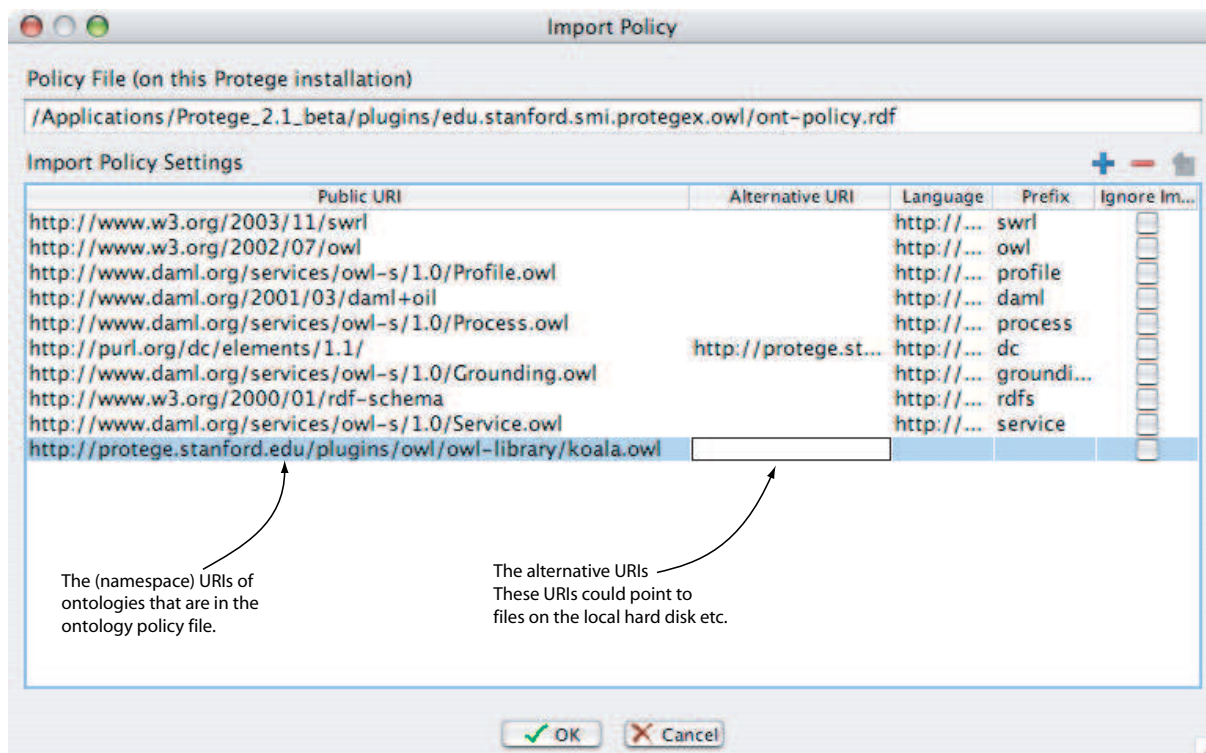 Import Policy
Policy File (on this Protege installation)
/Applications/Protege_2.1_beta/plugins/edu.stanford.smi.protegex.owl/ont-policy.rdf
Import Policy Settings
Public URI Alternative URI Language Prefix Ignore Im...
http://www.w3.org/2003/11/swrl http://... swrl
http://www.w3.org/2002/07/owl http://... owl
http://www.daml.org/services/owl-s/1.0/Profile.owl http://... profile
http://www.daml.org/2001/03/daml+oil http://... daml
http://www.daml.org/services/owl-s/1.0/Process.owl http://... process
http://purl.org/dc/elements/1.1/ http://protege.st... http://... dc
http://www.daml.org/services/owl-s/1.0/Grounding.owl http://... groundi...
http://www.w3.org/2000/01/rdf-schema http://... rdfs
http://www.daml.org/services/owl-s/1.0/Service.owl http://... service
http://protege.stanford.edu/plugins/owl/owl-library/koala.owl
The (namespace) URIs of
ontologies that are in the
ontology policy file.
The alternative URIs
These URIs could point to
files on the local hard disk etc.
OK Cancel